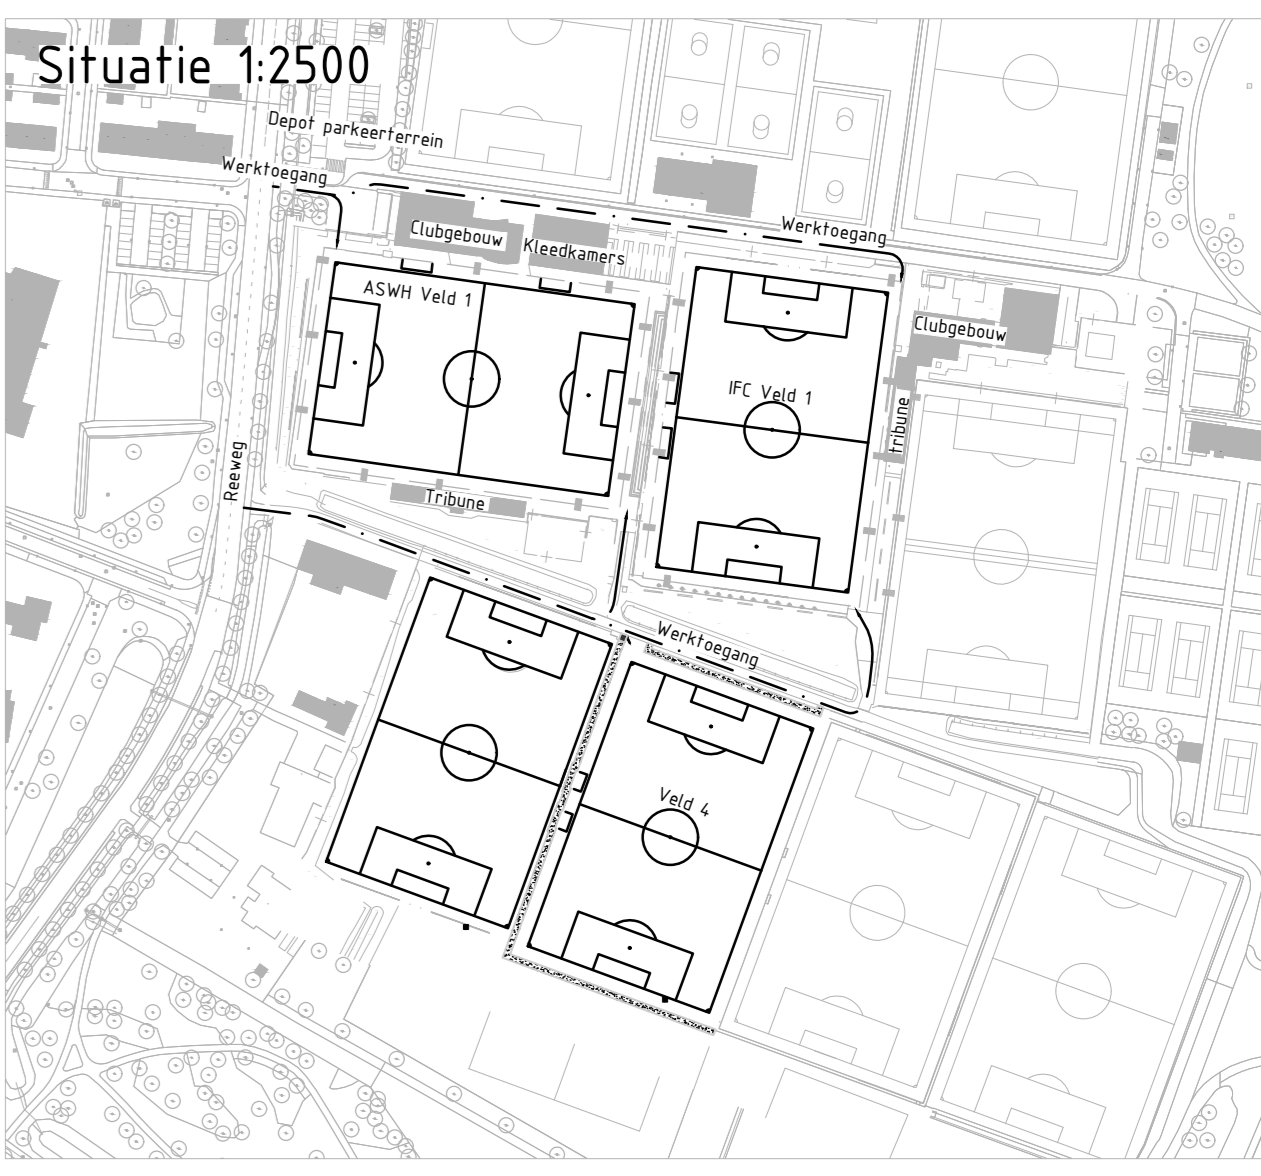 Situatie 1:2500
Depot parkeerterrein
Werktoegang
Clubgebouw
Kleedkamers
Werktoegang
ASWH Veld 1
IFC Veld 1
Clubgebouw
tribune
Reeweg
Tribune
Werktoegang
Veld 4